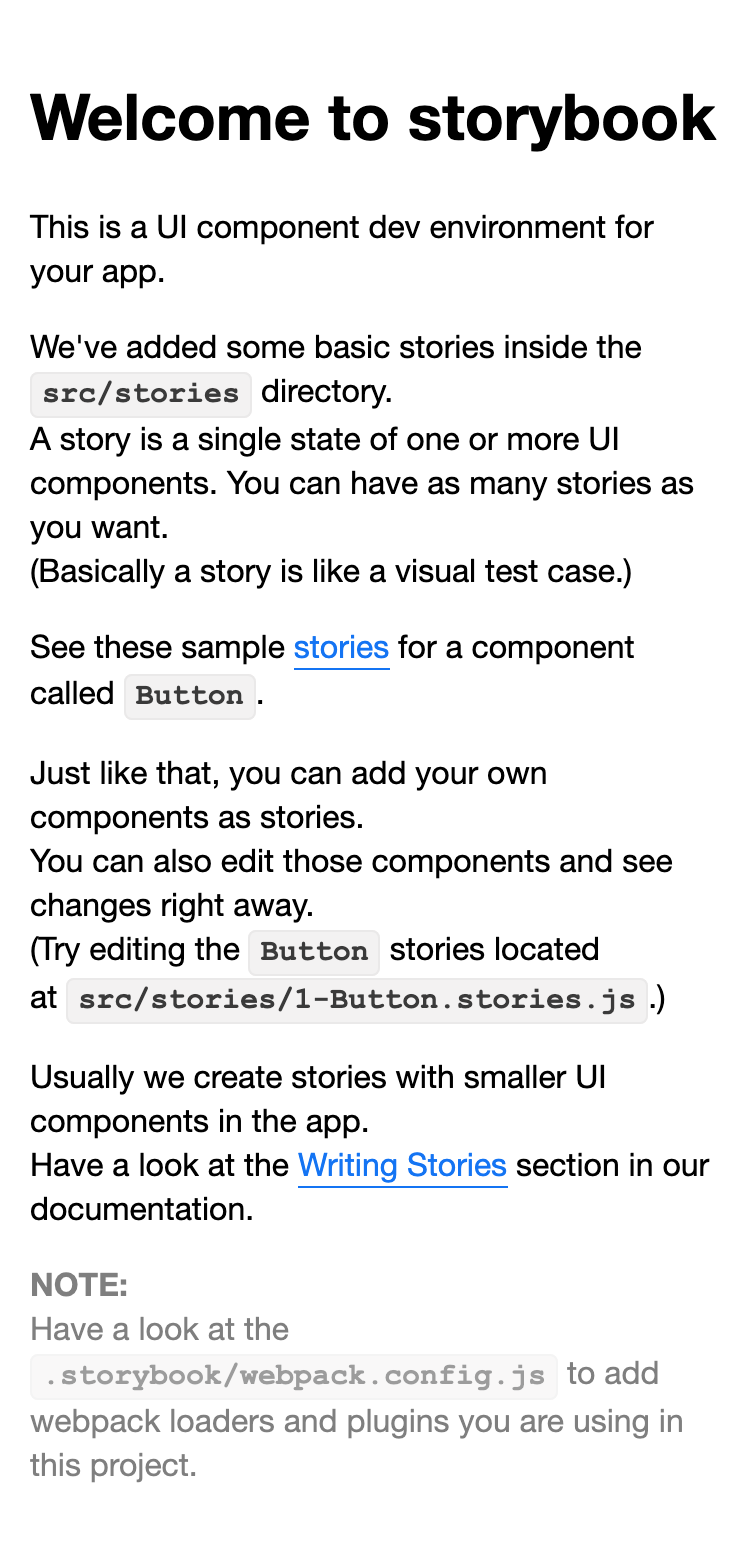 Welcome to storybook
This is a UI component dev environment for
your app.
We've added some basic stories inside the
src/stories directory.
A story is a single state of one or more UI
components. You can have as many stories as
you want.
(Basically a story is like a visual test case.)
See these sample stories for a component
called Button.
Just like that, you can add your own
components as stories.
You can also edit those components and see
changes right away.
(Try editing the Button stories located
at src/stories/1-Button.stories.js.)
Usually we create stories with smaller UI
components in the app.
Have a look at the Writing Stories section in our
documentation.
NOTE:
Have a look at the
.storybook/webpack.config.js to add
webpack loaders and plugins you are using in
this project.